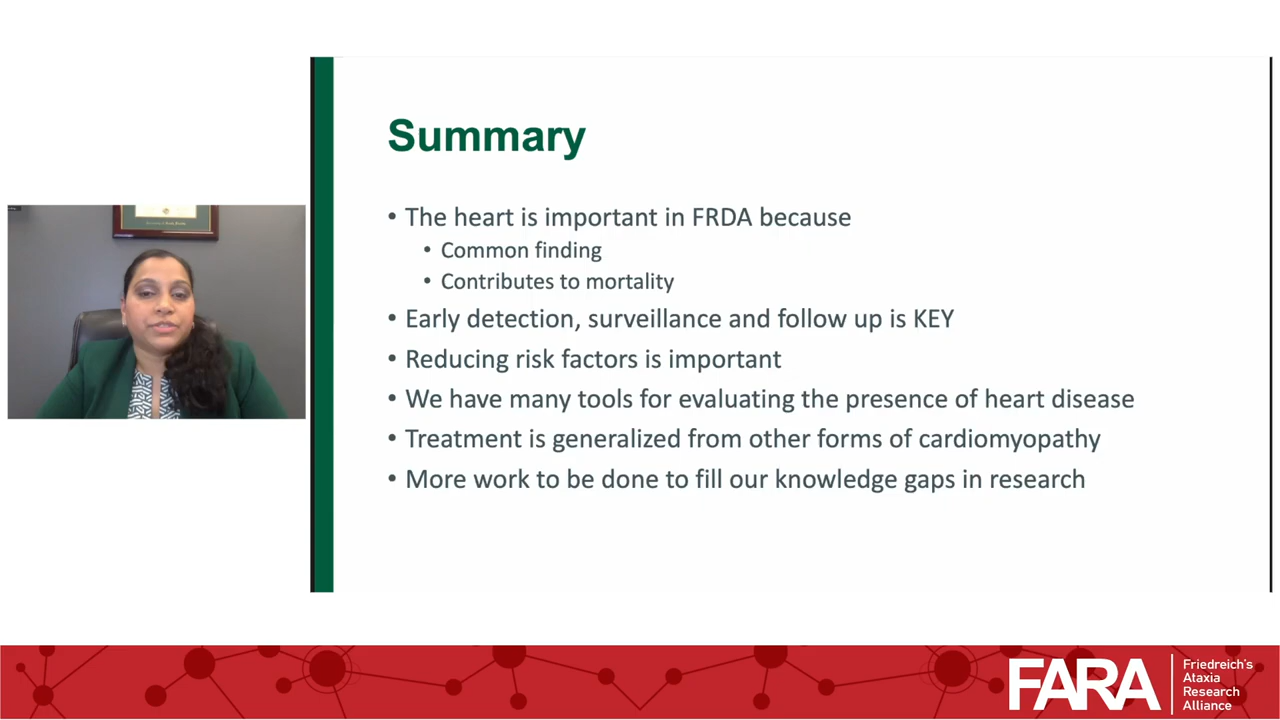 Summary
• The heart is important in FRDA because
• Common finding
• Contributes to mortality
• Early detection, surveillance and follow up is KEY
• Reducing risk factors is important
• We have many tools for evaluating the presence of heart disease
• Treatment is generalized from other forms of cardiomyopathy
• More work to be done to fill our knowledge gaps in research
FARA
Friedreich's
Ataxia
Research
Alliance